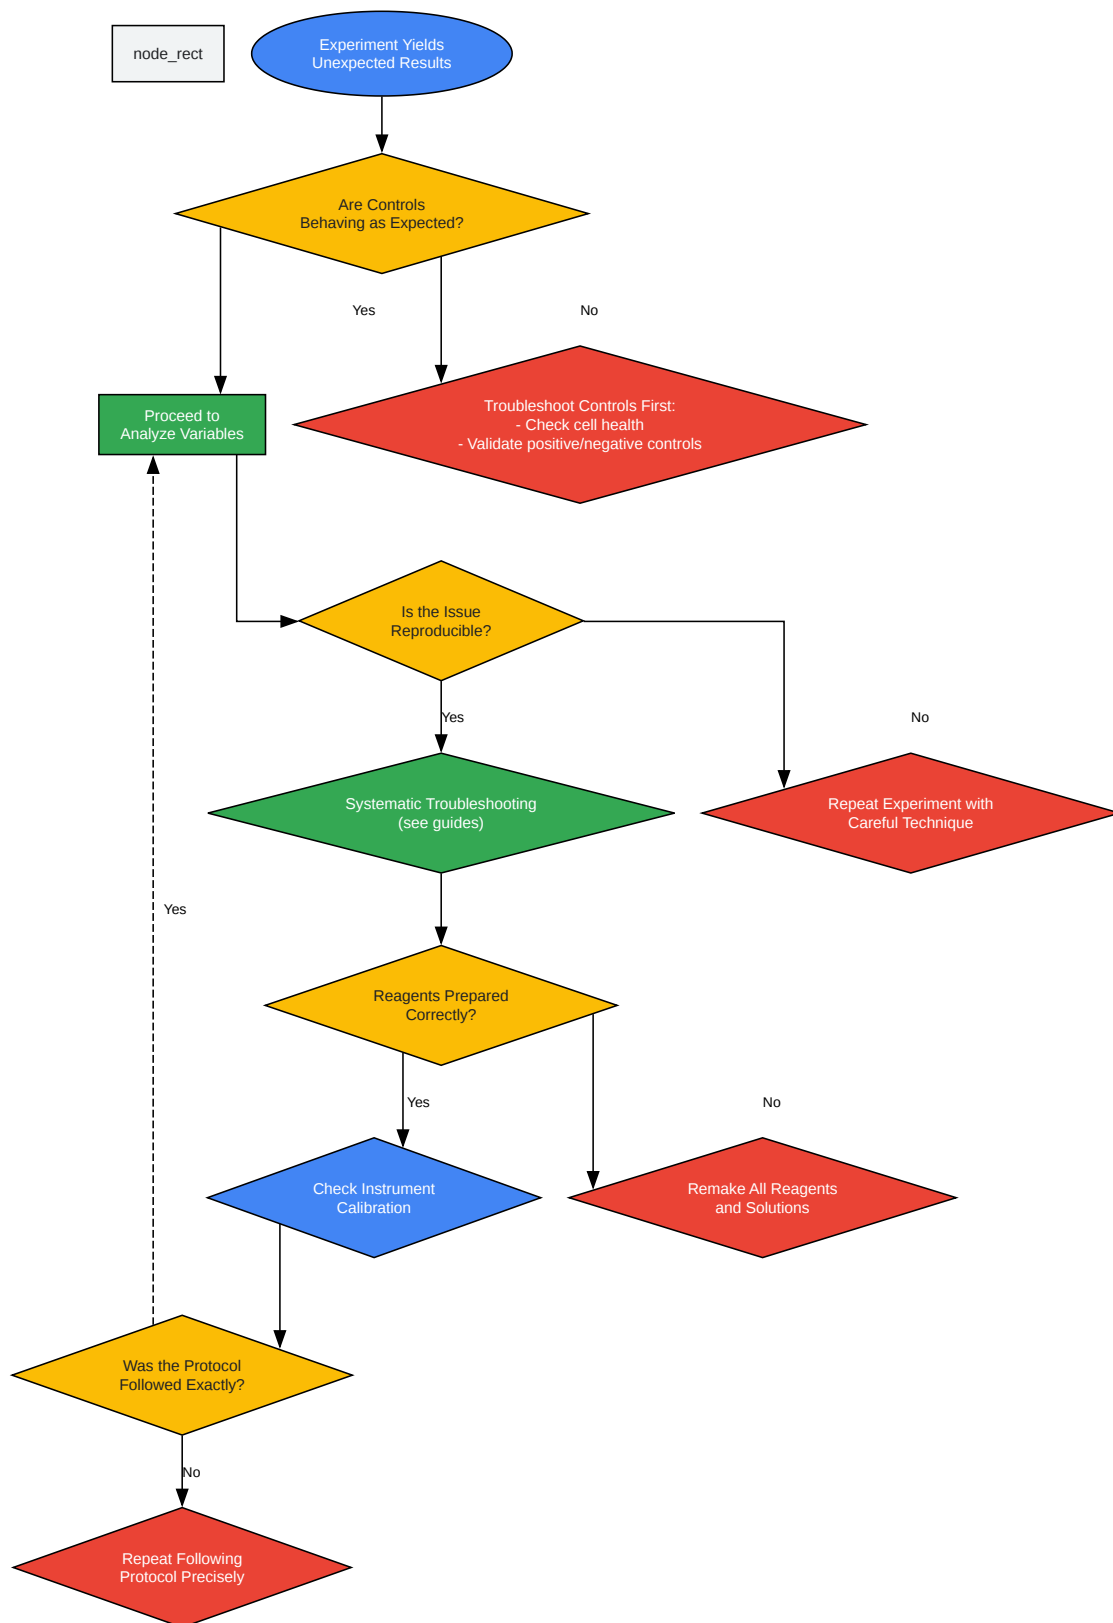 node_rect
Experiment Yields
Unexpected Results
Are Controls
Behaving as Expected?
Yes
No
Proceed to
Analyze Variables
Troubleshoot Controls First:
- Check cell health
- Validate positive/negative controls
Is the Issue
Reproducible?
Yes
No
Systematic Troubleshooting
(see guides)
Repeat Experiment with
Careful Technique
Yes
Reagents Prepared
Correctly?
Yes
No
Check Instrument
Calibration
Remake All Reagents
and Solutions
Was the Protocol
Followed Exactly?
No
Repeat Following
Protocol Precisely